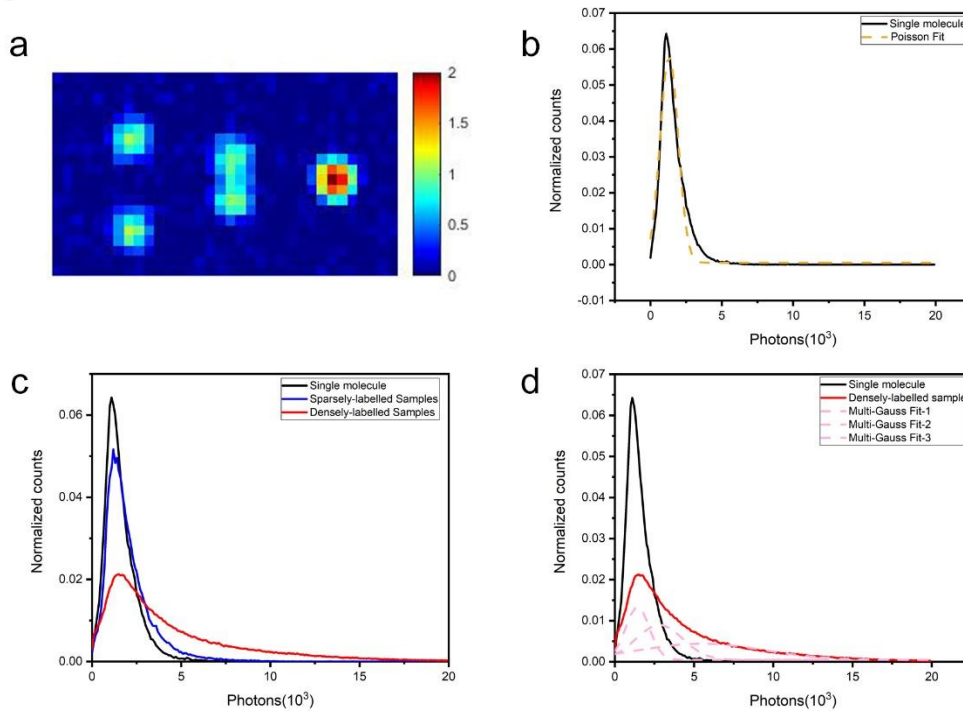 a
2
1.5
1
0.5
0
b
Single molecule
Poisson Fit
0.07
0.06
0.05
0.04
0.03
0.02
0.01
0.00
-0.01
Normalized counts
0
5
10
15
20
Photons(10³)
c
Single molecule
Sparsely-labelled Samples
Densely-labelled Samples
0.06
0.04
0.02
0.00
Normalized counts
0
5
10
15
20
Photons(10³)
d
Single molecule
Densely-labelled sample
Multi-Gauss Fit-1
Multi-Gauss Fit-2
Multi-Gauss Fit-3
0.07
0.06
0.05
0.04
0.03
0.02
0.01
0.00
Normalized counts
0
5
10
15
20
Photons(10³)